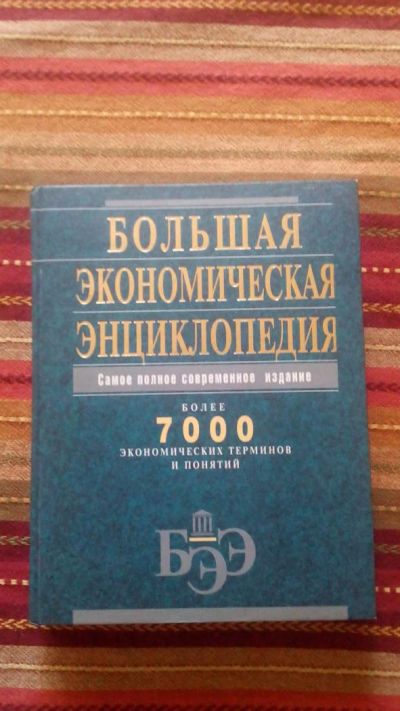 БОЛЬШАЯ
ЭКОНОМИЧЕСКАЯ
ЭНЦИКЛОПЕДИЯ
Самое полное современное издание
БОЛЕЕ
7000
ЭКОНОМИЧЕСКИХ ТЕРМИНОВ
И ПОНЯТИЙ
БЭЭ